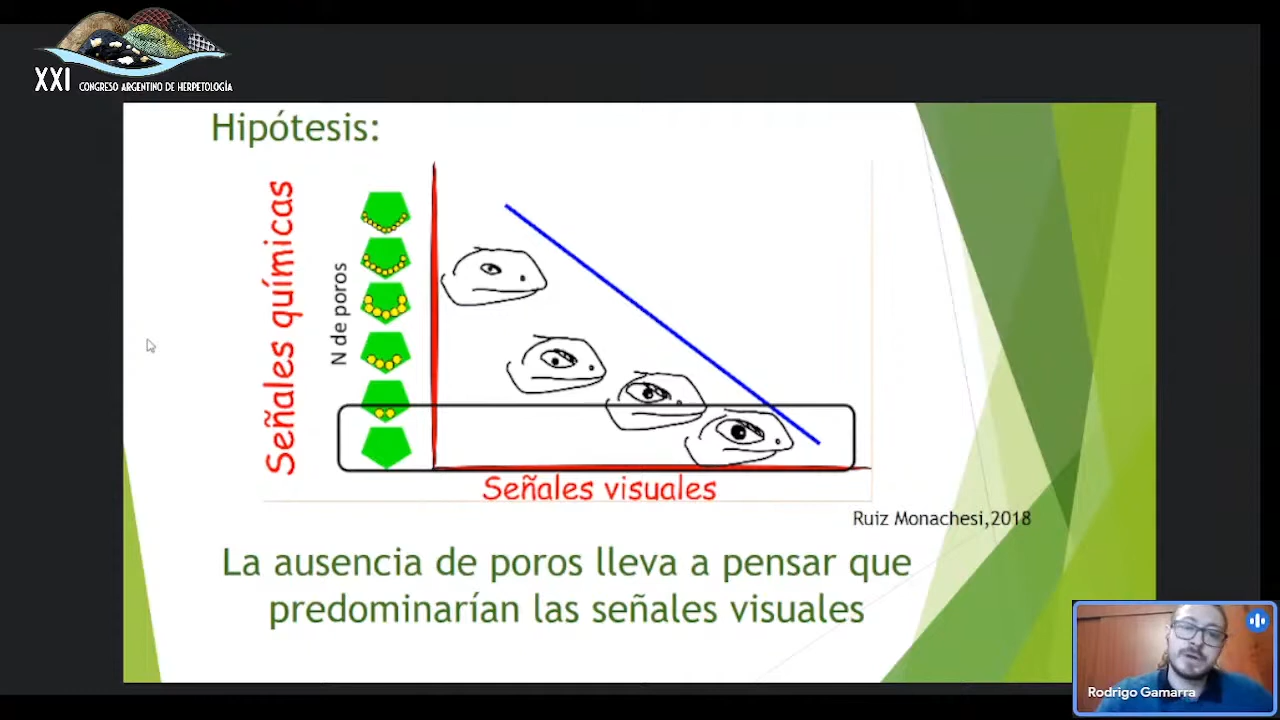 XXI CONGRESO ARGENTINO DE HERPETOLOGÍA
Hipótesis:
Señales químicas
N de poros
Señales visuales
Ruiz Monachesi,2018
La ausencia de poros lleva a pensar que
predominarían las señales visuales
Rodrigo Gamarra